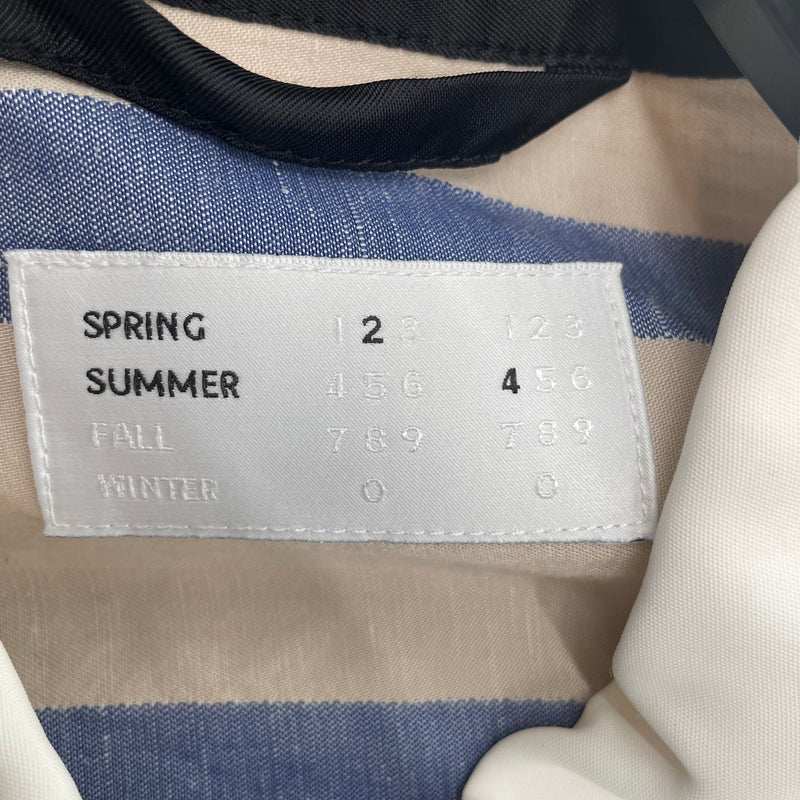 SPRING 1 2 3 1 2 3
SUMMER 4 5 6 4 5 6
FALL 7 8 9 7 8 9
WINTER 0 0